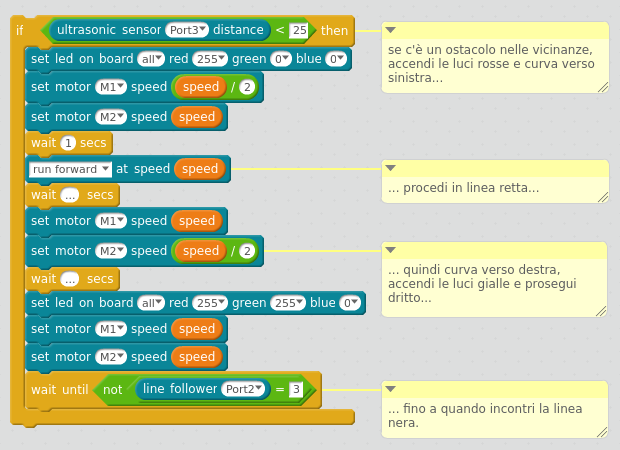 if ultrasonic sensor Port3 distance < 25 then
set led on board all red 255 green 0 blue 0
set motor M1 speed speed / 2
set motor M2 speed speed
wait 1 secs
run forward at speed speed
wait ... secs
set motor M1 speed speed
set motor M2 speed speed / 2
wait ... secs
set led on board all red 255 green 255 blue 0
set motor M1 speed speed
set motor M2 speed speed
wait until not line follower Port2 = 3
se c'è un ostacolo nelle vicinanze,
accendi le luci rosse e curva verso
sinistra...
... procedi in linea retta...
... quindi curva verso destra,
accendi le luci gialle e prosegui
dritto...
... fino a quando incontri la linea
nera.